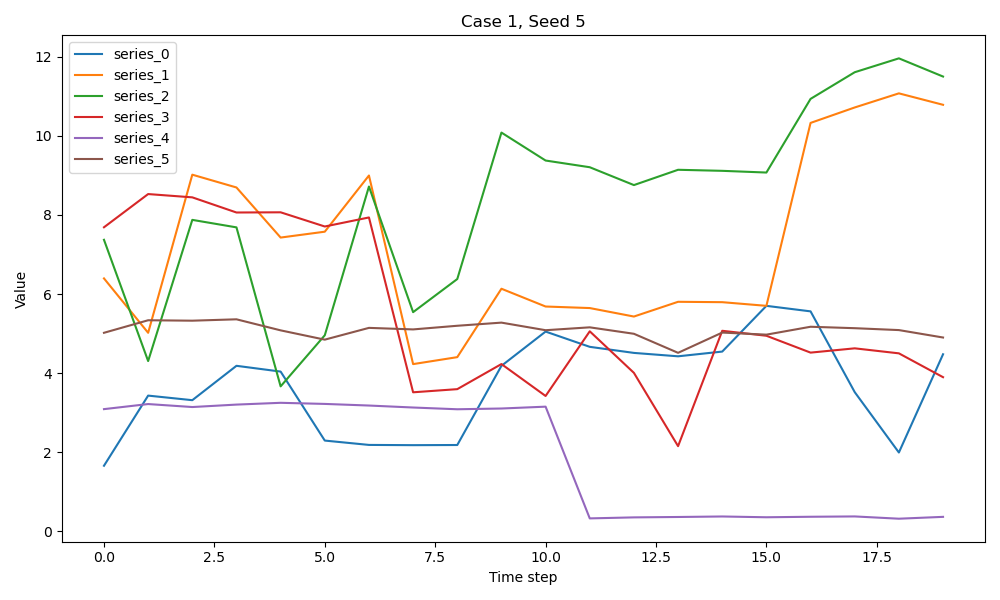 Case 1, Seed 5
series_0
series_1
series_2
series_3
series_4
series_5
Value
12
10
8
6
4
2
0
0.0 2.5 5.0 7.5 10.0 12.5 15.0 17.5
Time step